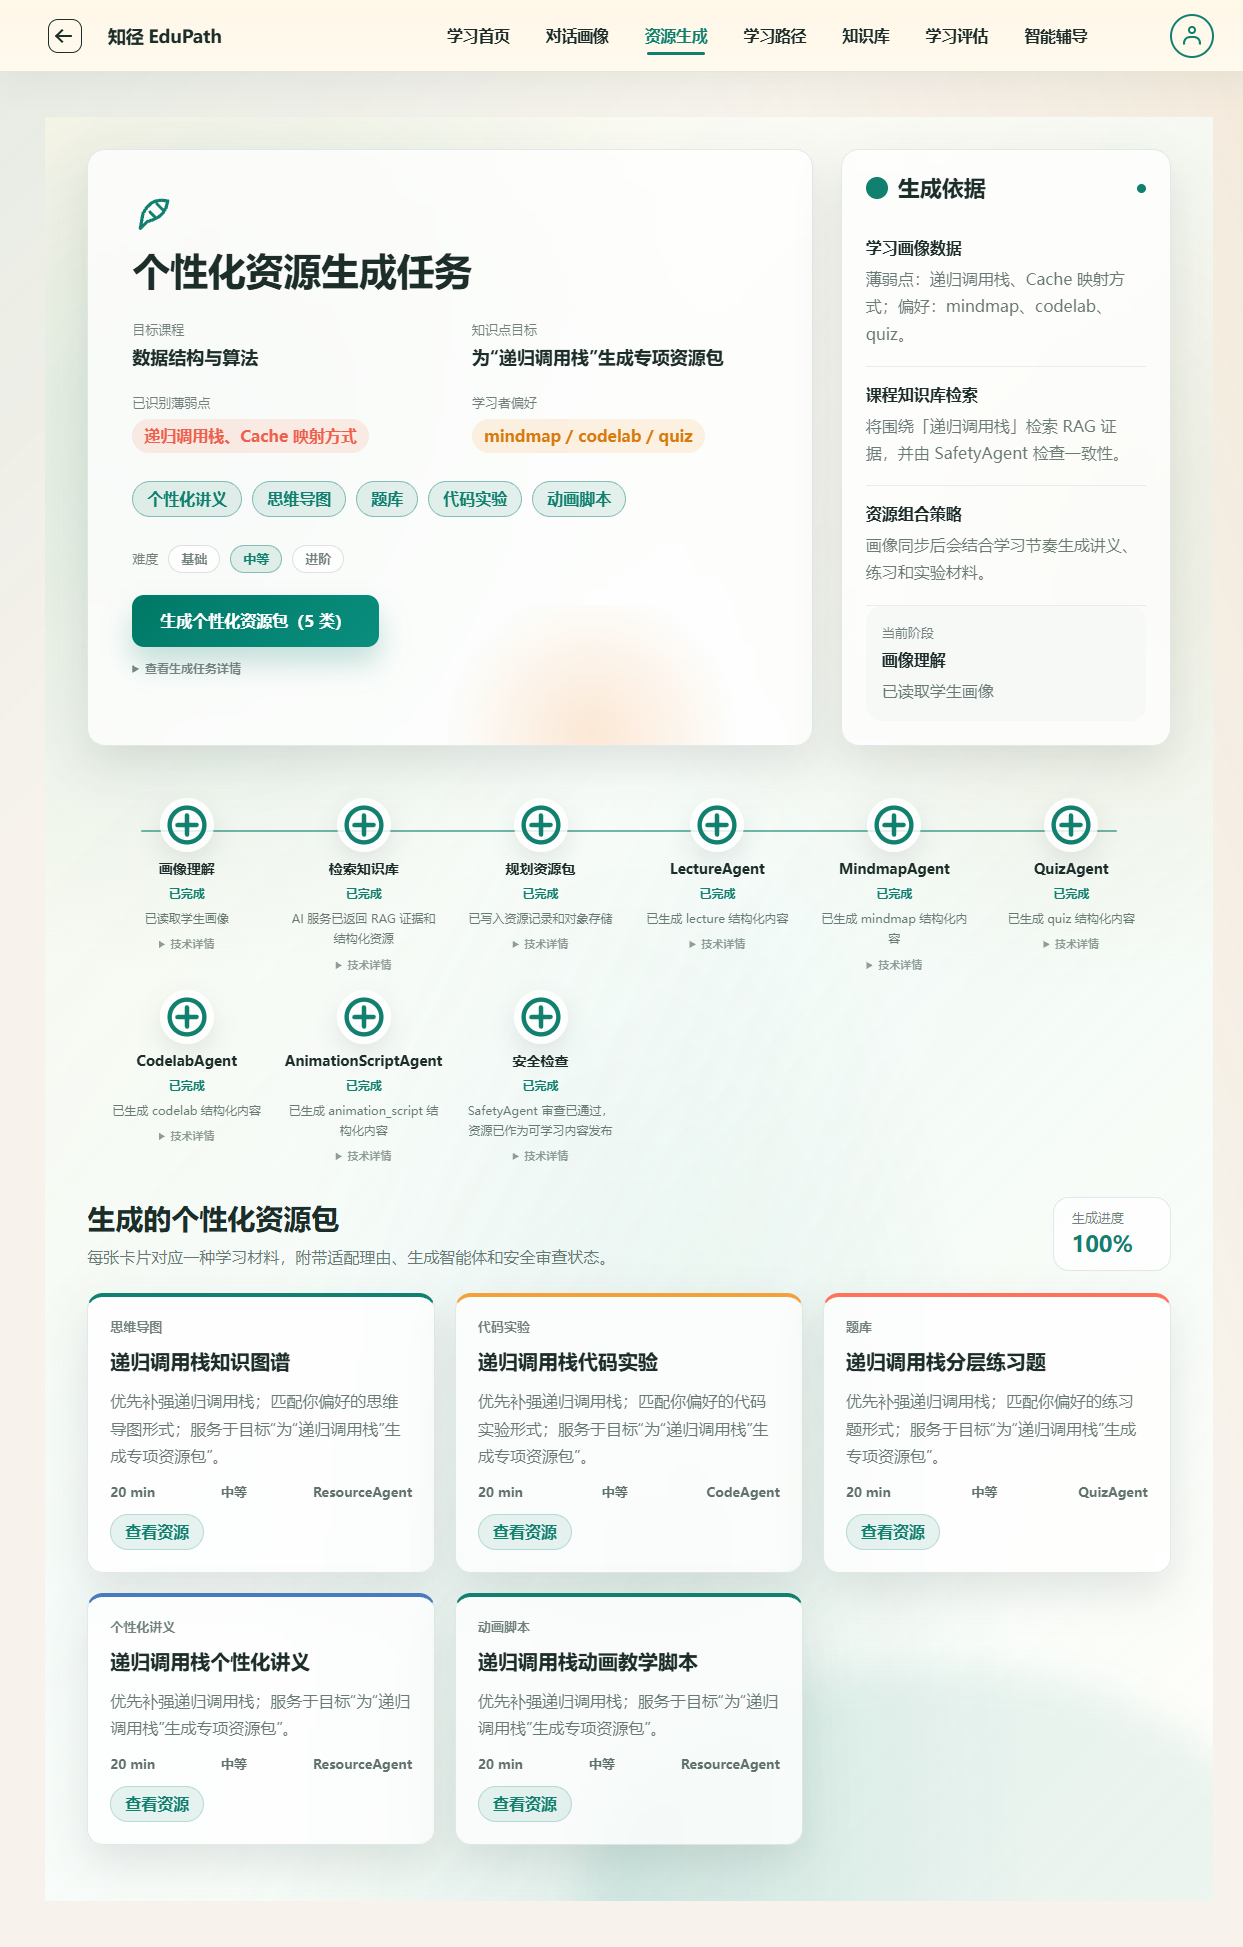 知径 EduPath
学习首页
对话画像
资源生成
学习路径
知识库
学习评估
智能辅导
个性化资源生成任务
目标课程
数据结构与算法
知识点目标
为“递归调用栈”生成专项资源包
已识别薄弱点
递归调用栈、Cache 映射方式
学习者偏好
mindmap / codelab / quiz
个性化讲义
思维导图
题库
代码实验
动画脚本
难度
基础
中等
进阶
生成个性化资源包（5 类）
查看生成任务详情
生成依据
学习画像数据
薄弱点：递归调用栈、Cache 映射方
式；偏好：mindmap、codelab、
quiz。
课程知识库检索
将围绕「递归调用栈」检索 RAG 证
据，并由 SafetyAgent 检查一致性。
资源组合策略
画像同步后会结合学习节奏生成讲义、
练习和实验材料。
当前阶段
画像理解
已读取学生画像
画像理解
已完成
已读取学生画像
技术详情
检索知识库
已完成
AI 服务已返回 RAG 证据和
结构化资源
技术详情
规划资源包
已完成
已写入资源记录和对象存储
技术详情
LectureAgent
已完成
已生成 lecture 结构化内容
技术详情
MindmapAgent
已完成
已生成 mindmap 结构化内
容
技术详情
QuizAgent
已完成
已生成 quiz 结构化内容
技术详情
CodelabAgent
已完成
已生成 codelab 结构化内容
技术详情
AnimationScriptAgent
已完成
已生成 animation_script 结
构化内容
技术详情
安全检查
已完成
SafetyAgent 审查已通过，
资源已作为可学习内容发布
技术详情
生成的个性化资源包
每张卡片对应一种学习材料，附带适配理由、生成智能体和安全审查状态。
生成进度
100%
思维导图
递归调用栈知识图谱
优先补强递归调用栈；匹配你偏好的思维
导图形式；服务于目标“为“递归调用栈”生
成专项资源包”。
20 min
中等
ResourceAgent
查看资源
代码实验
递归调用栈代码实验
优先补强递归调用栈；匹配你偏好的代码
实验形式；服务于目标“为“递归调用栈”生
成专项资源包”。
20 min
中等
CodeAgent
查看资源
题库
递归调用栈分层练习题
优先补强递归调用栈；匹配你偏好的练习
题形式；服务于目标“为“递归调用栈”生成
专项资源包”。
20 min
中等
QuizAgent
查看资源
个性化讲义
递归调用栈个性化讲义
优先补强递归调用栈；服务于目标“为“递归
调用栈”生成专项资源包”。
20 min
中等
ResourceAgent
查看资源
动画脚本
递归调用栈动画教学脚本
优先补强递归调用栈；服务于目标“为“递归
调用栈”生成专项资源包”。
20 min
中等
ResourceAgent
查看资源